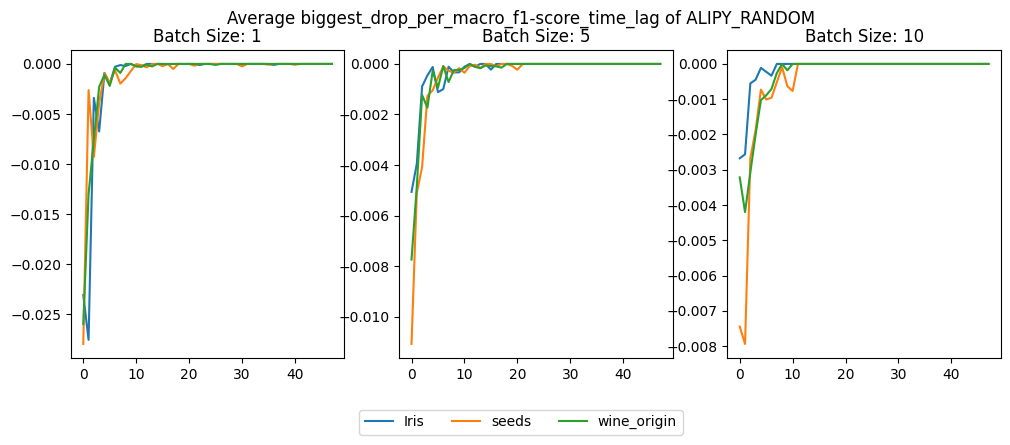 Average biggest_drop_per_macro_f1-score_time_lag of ALIPY_RANDOM
Batch Size: 1
0.000
−0.005
−0.010
−0.015
−0.020
−0.025
0 10 20 30 40
Batch Size: 5
0.000
−0.002
−0.004
−0.006
−0.008
−0.010
0 20 40
Batch Size: 10
0.000
−0.001
−0.002
−0.003
−0.004
−0.005
−0.006
−0.007
−0.008
0 10 20 30 40
Iris seeds wine_origin